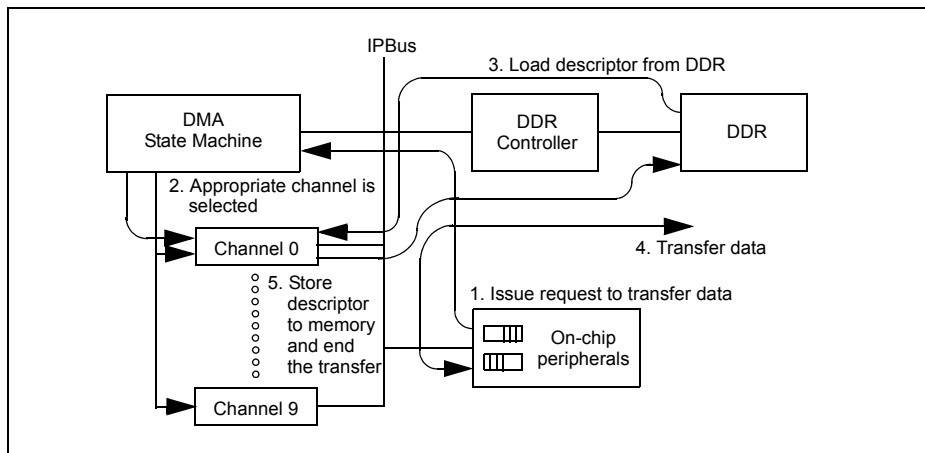 IPBus
3. Load descriptor from DDR
DMA
State Machine
DDR
Controller
DDR
2. Appropriate channel is
selected
Channel 0
4. Transfer data
5. Store
descriptor
to memory
and end
the transfer
1. Issue request to transfer data
On-chip
peripherals
Channel 9